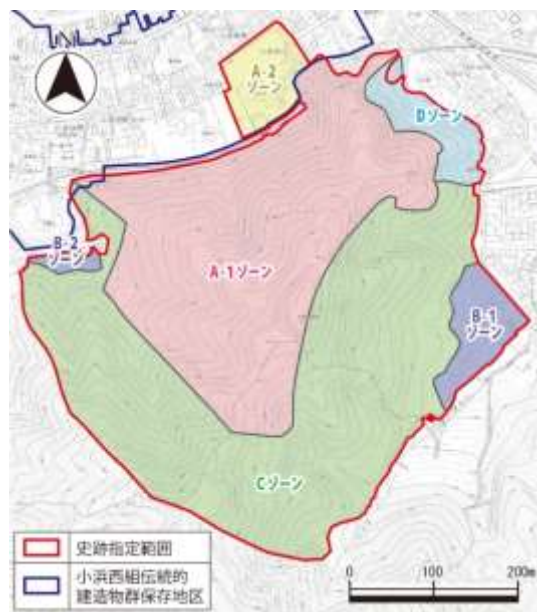 A-2
ゾーン
Dゾーン
B-2
ゾーン
A-1ゾーン
B-1
ゾーン
Cゾーン
史跡指定範囲
小浜西組伝統的
建造物群保存地区
0 100 200m